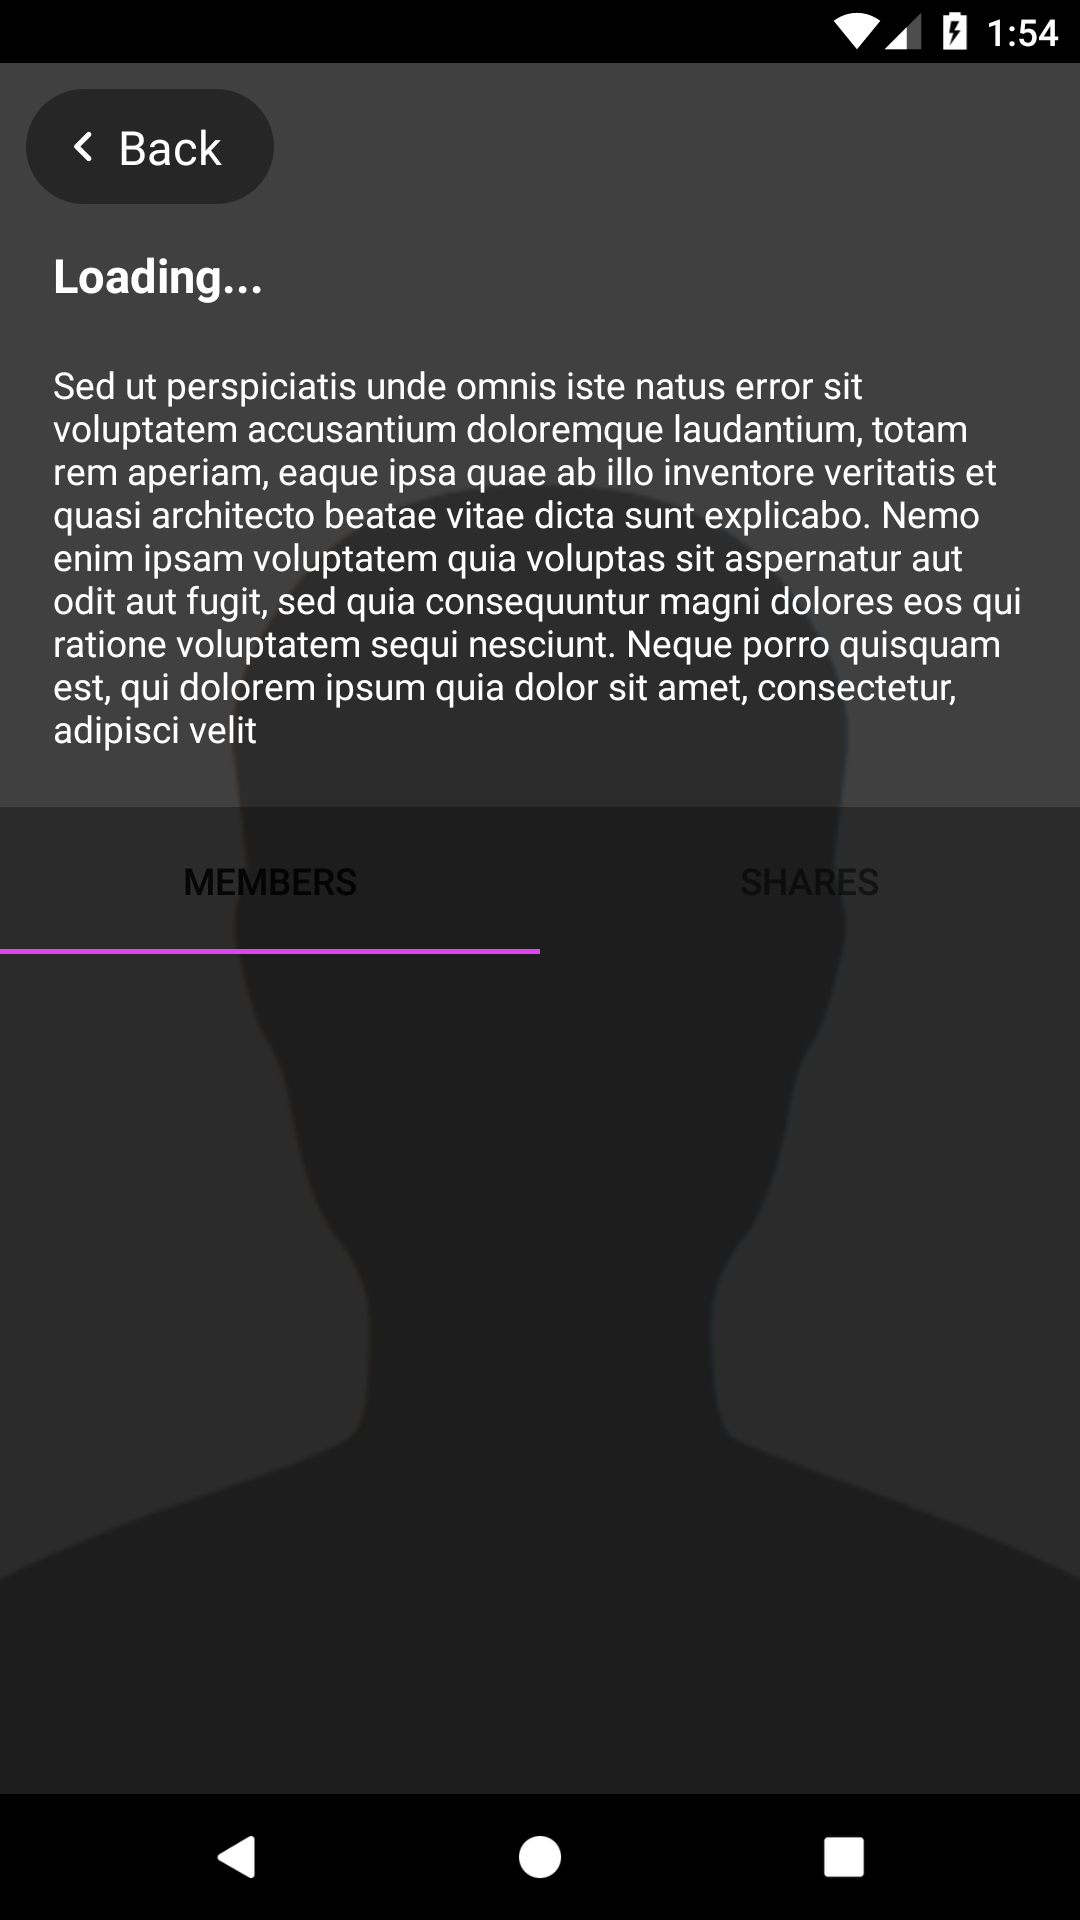 1:54
Back
Loading...
Sed ut perspiciatis unde omnis iste natus error sit
voluptatem accusantium doloremque laudantium, totam
rem aperiam, eaque ipsa quae ab illo inventore veritatis et
quasi architecto beatae vitae dicta sunt explicabo. Nemo
enim ipsam voluptatem quia voluptas sit aspernatur aut
odit aut fugit, sed quia consequuntur magni dolores eos qui
ratione voluptatem sequi nesciunt. Neque porro quisquam
est, qui dolorem ipsum quia dolor sit amet, consectetur,
adipisci velit
MEMBERS SHARES